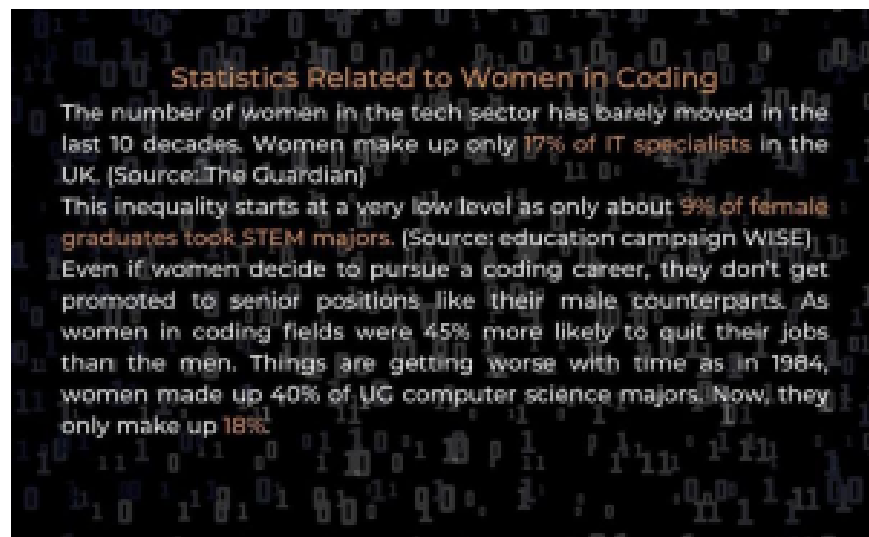 Statistics Related to Women in Coding
The number of women in the tech sector has barely moved in the
last 10 decades. Women make up only 17% of IT specialists in the
UK. (Source: The Guardian)
This inequality starts at a very low level as only about 9% of female
graduates took STEM majors. (Source: education campaign WISE)
Even if women decide to pursue a coding career, they don't get
promoted to senior positions like their male counterparts. As
women in coding fields were 45% more likely to quit their jobs
than the men. Things are getting worse with time as in 1984,
women made up 40% of UG computer science majors. Now, they
only make up 18%.